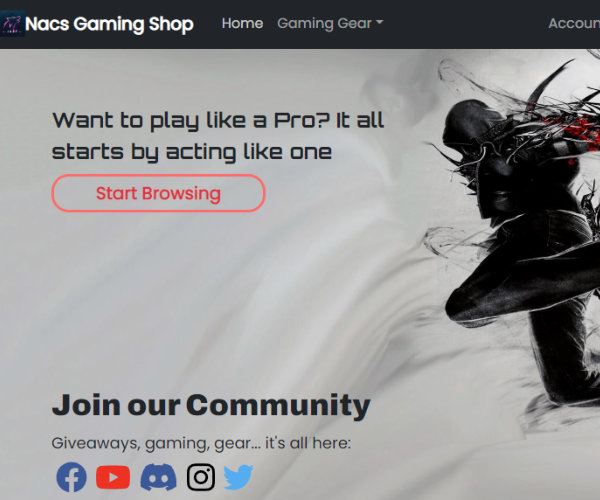 Nacs Gaming Shop Home Gaming Gear Accoun
Want to play like a Pro? It all
starts by acting like one
Start Browsing
Join our Community
Giveaways, gaming, gear... it's all here: